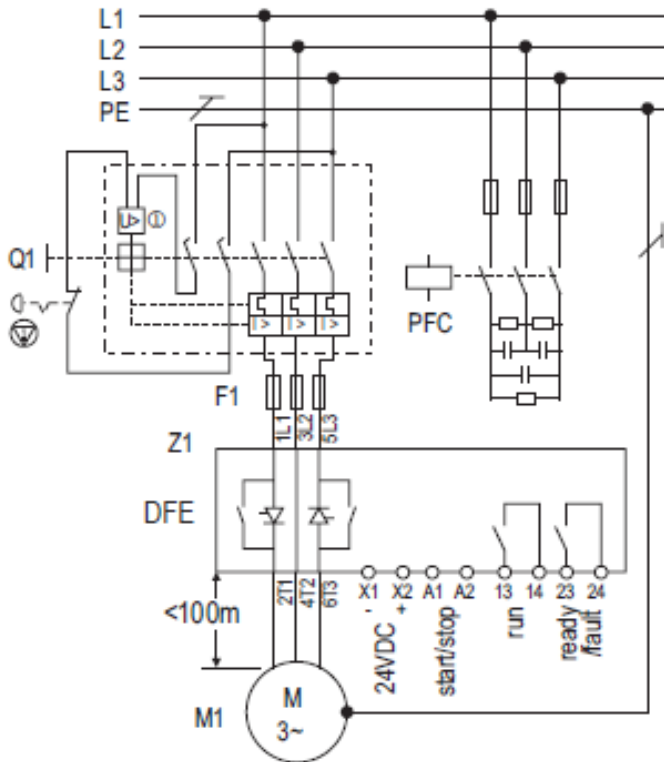 L1
L2
L3
PE
U> ①
Q1
PFC
I> I> I>
F1
1L1 3L2 5L3
Z1
DFE
2T1 4T2 6T3
X1 X2 A1 A2 13 14 23 24
- +
24VDC
start/stop
run
ready
/fault
<100m
M1
M
3~